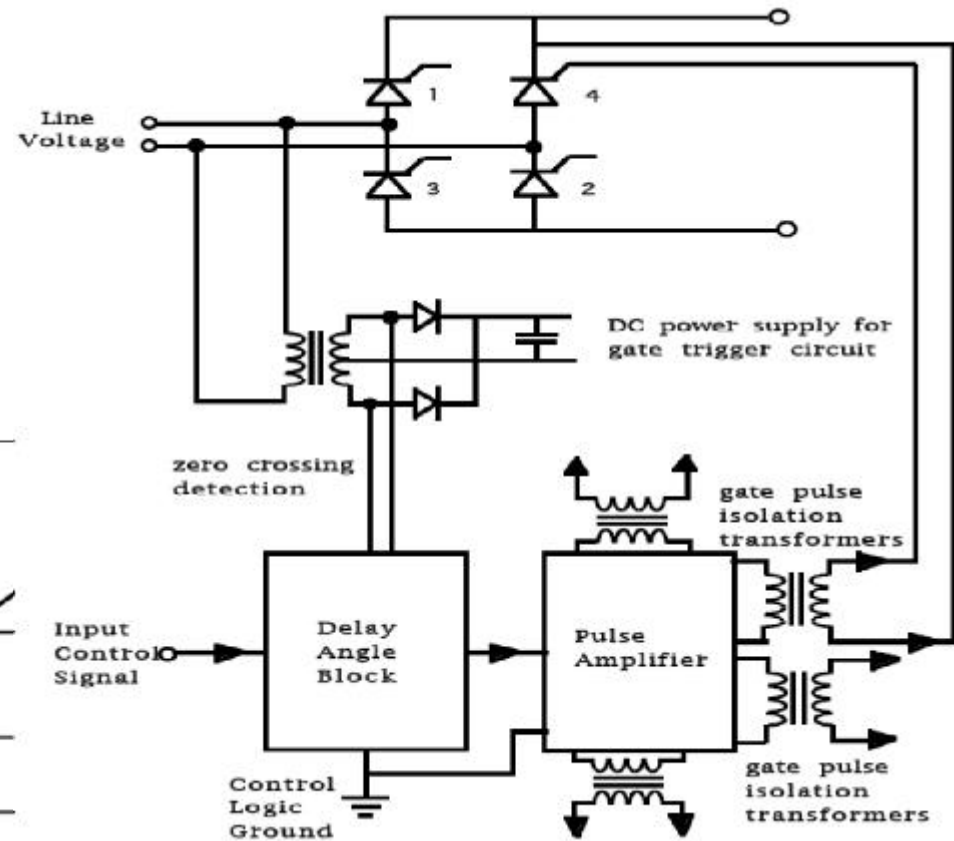 1
4
Line
Voltage
3
2
DC power supply for
gate trigger circuit
zero crossing
detection
gate pulse
isolation
transformers
Input
Control
Signal
Delay
Angle
Block
Pulse
Amplifier
Control
Logic
Ground
gate pulse
isolation
transformers